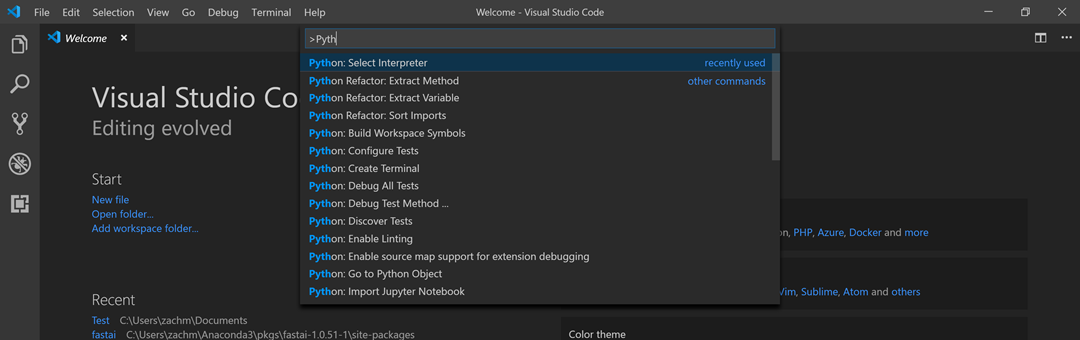 File Edit Selection View Go Debug Terminal Help Welcome - Visual Studio Code
Welcome
>Pyth
Python: Select Interpreter recently used
Python Refactor: Extract Method other commands
Python Refactor: Extract Variable
Python Refactor: Sort Imports
Python: Build Workspace Symbols
Python: Configure Tests
Python: Create Terminal
Python: Debug All Tests
Python: Debug Test Method ...
Python: Discover Tests
Python: Enable Linting
Python: Enable source map support for extension debugging
Python: Go to Python Object
Python: Import Jupyter Notebook
Visual Studio Co
Editing evolved
Start
New file
Open folder...
Add workspace folder...
Recent
Test C:\Users\zachm\Documents
fastai C:\Users\zachm\Anaconda3\pkgs\fastai-1.0.51-1\site-packages
PHP, Azure, Docker and more
Sublime, Atom and others
Color theme